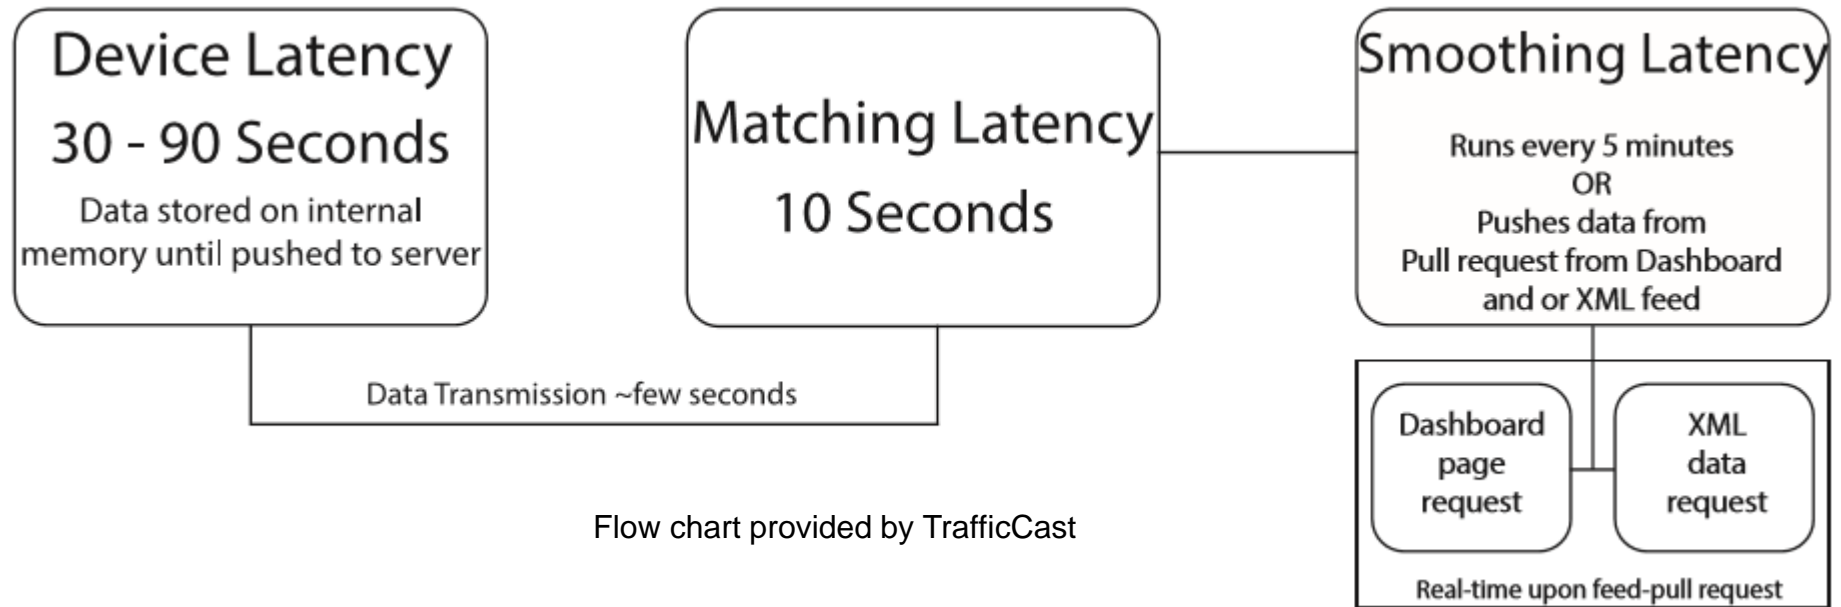 Device Latency
30 - 90 Seconds
Data stored on internal
memory until pushed to server
Data Transmission ~few seconds
Matching Latency
10 Seconds
Smoothing Latency
Runs every 5 minutes
OR
Pushes data from
Pull request from Dashboard
and or XML feed
Dashboard
page
request
XML
data
request
Real-time upon feed-pull request
Flow chart provided by TrafficCast